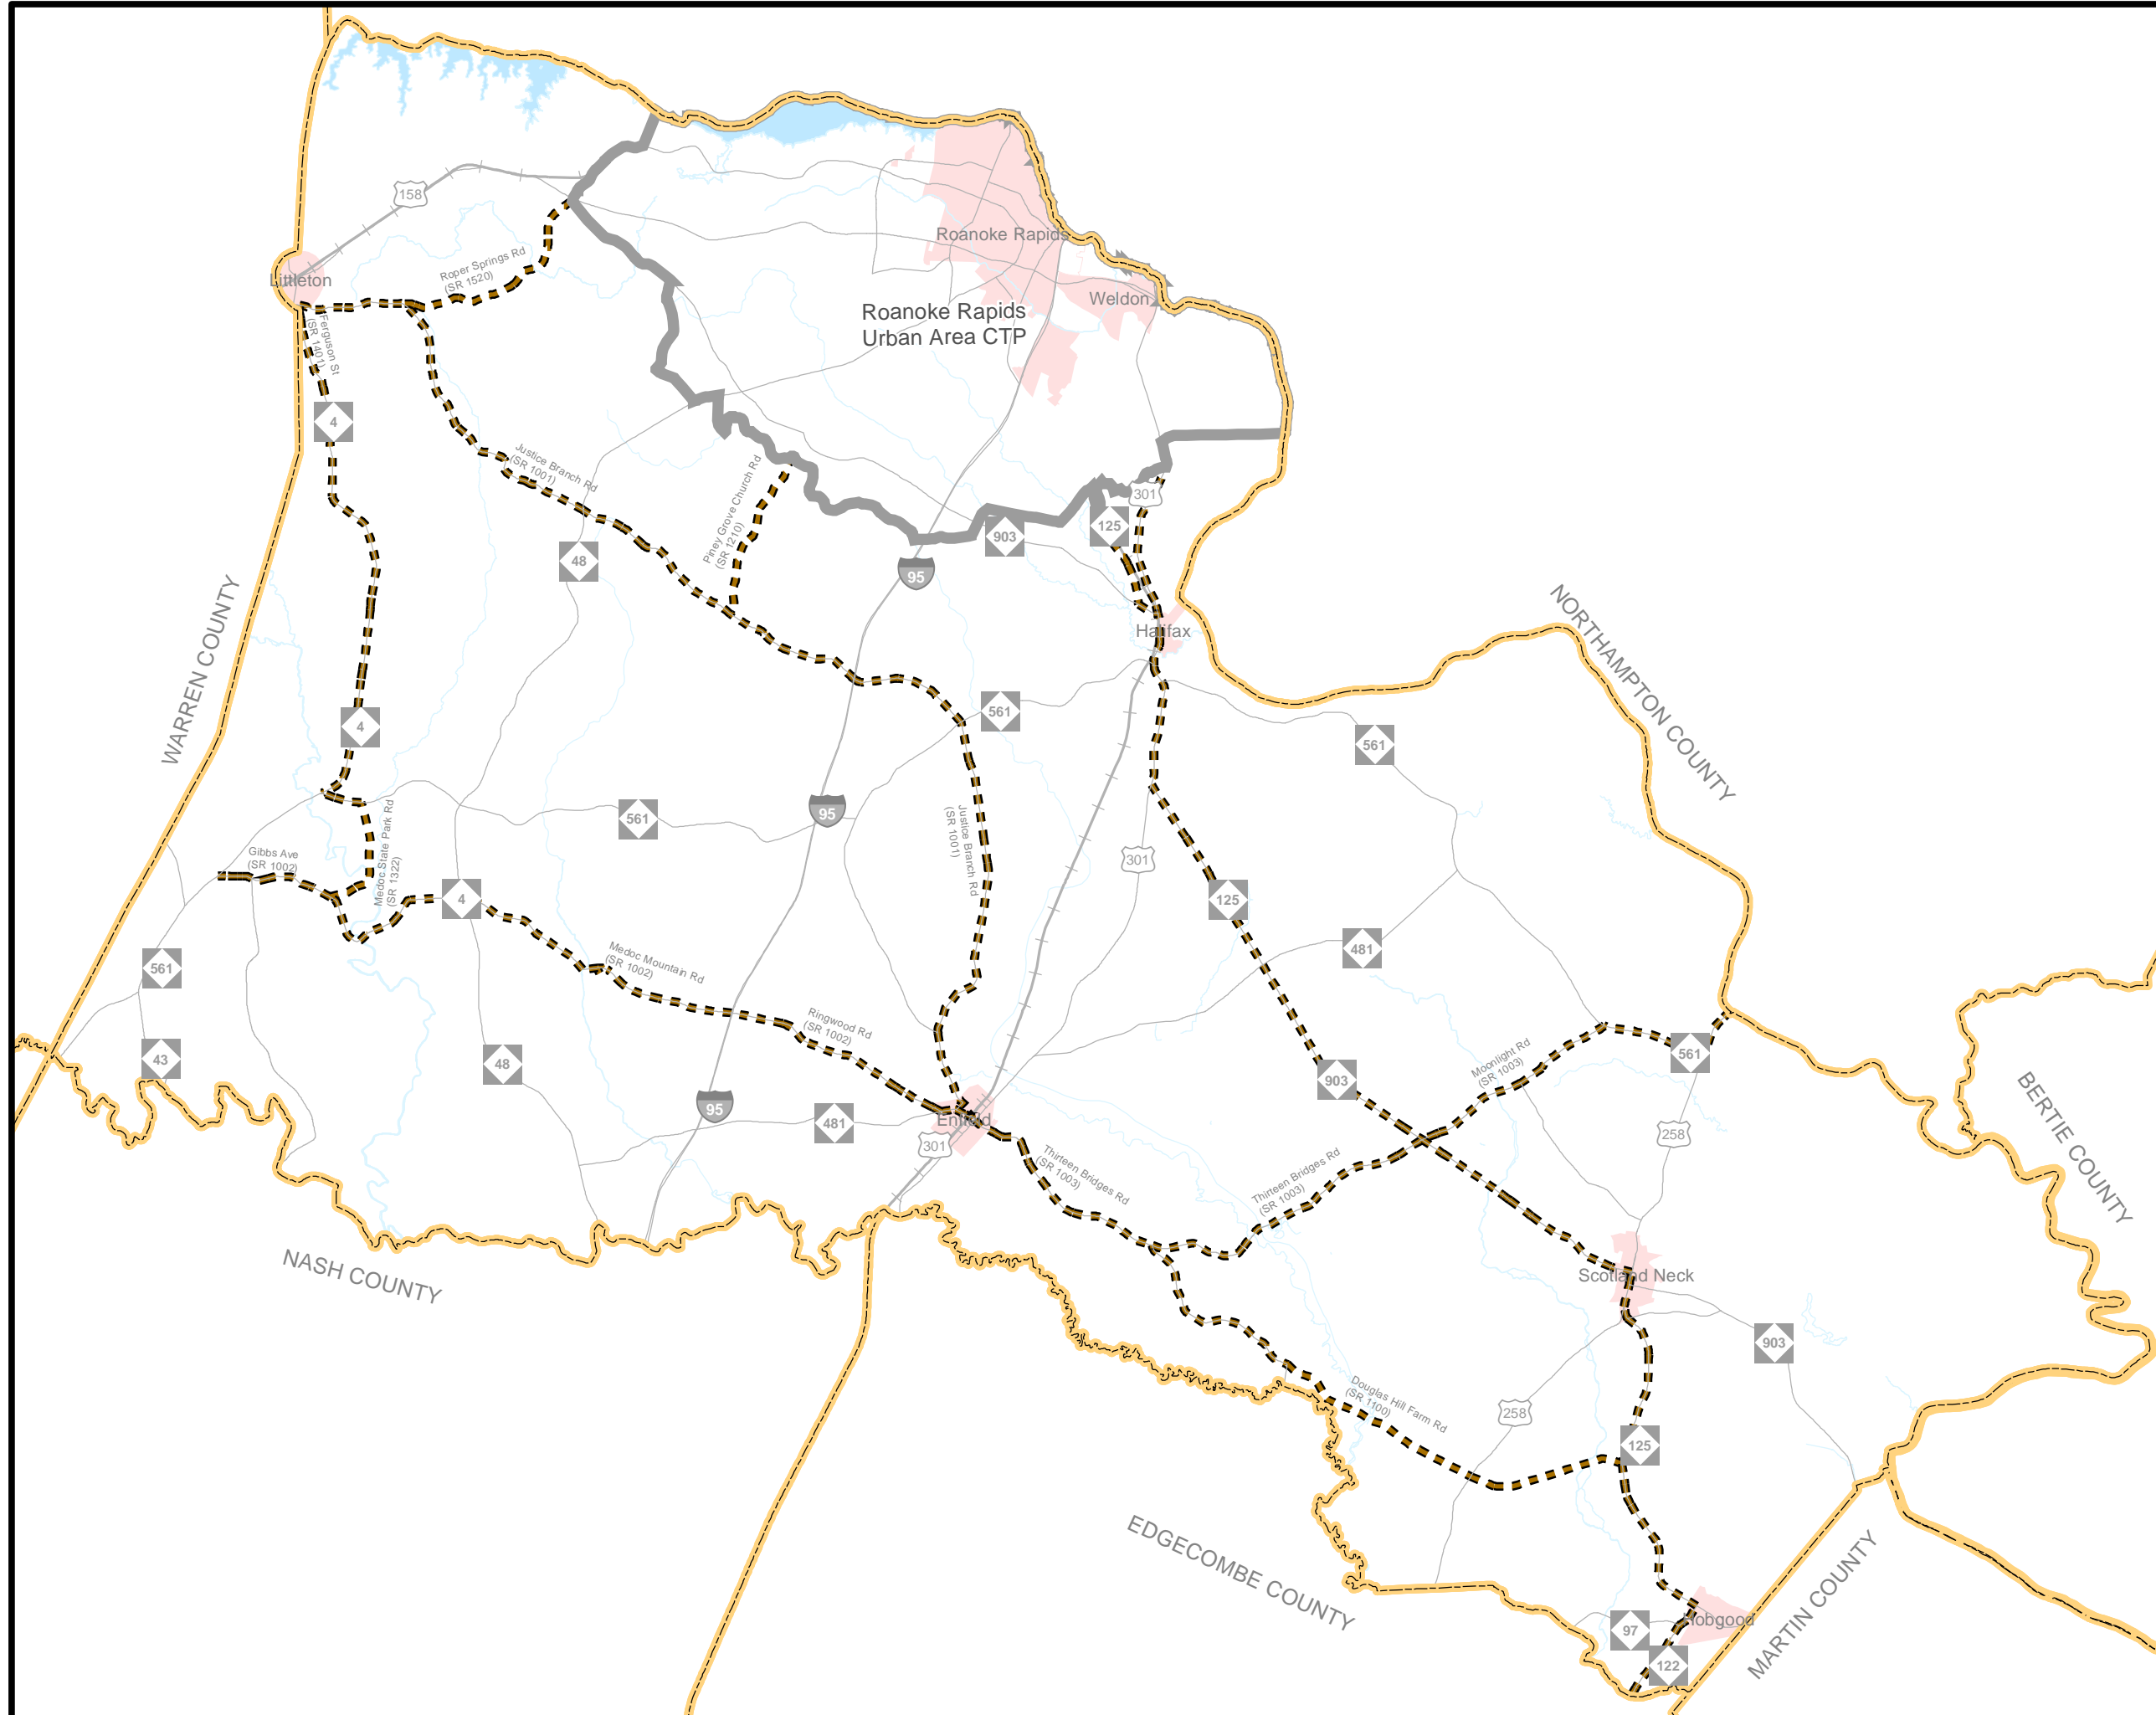 158
Roanoke Rapids
Roper Springs Rd
(SR 1520)
Littleton
Weldon
Roanoke Rapids
Urban Area CTP
Ferguson St
(SR 1401)
4
Justice Branch Rd
(SR 1001)
Piney Grove Church Rd
(SR 1210)
301
125
903
48
95
Halifax
WARREN COUNTY
NORTHAMPTON COUNTY
561
4
561
Justice Branch Rd
(SR 1001)
95
561
Medoc State Park Rd
(SR 1322)
Gibbs Ave
(SR 1002)
301
4
125
481
Medoc Mountain Rd
(SR 1002)
561
Ringwood Rd
(SR 1002)
Moonlight Rd
(SR 1003)
561
43
48
903
95
481
Enfield
301
258
BERTIE COUNTY
Thirteen Bridges Rd
(SR 1003)
Thirteen Bridges Rd
(SR 1003)
NASH COUNTY
Scotland Neck
903
Douglas Hill Farm Rd
(SR 1100)
258
125
EDGECOMBE COUNTY
MARTIN COUNTY
Hobgood
97
122